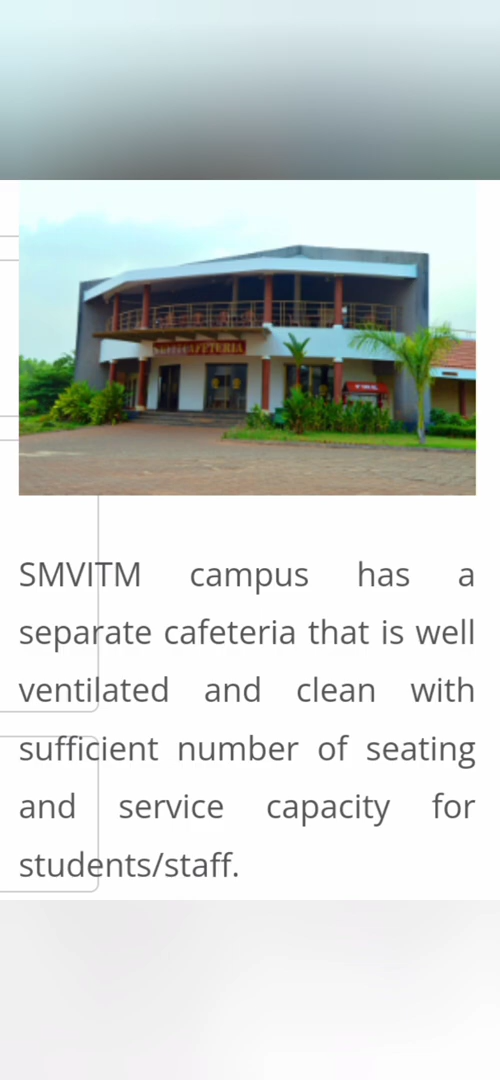 CAFETERIA
SMVITM campus has a
separate cafeteria that is well
ventilated and clean with
sufficient number of seating
and service capacity for
students/staff.